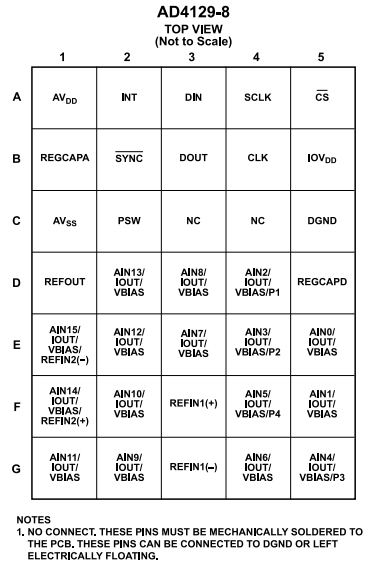 AD4129-8
TOP VIEW
(Not to Scale)
1 2 3 4 5
A
AV_DD
INT
DIN
SCLK
CS
B
REGCAPA
SYNC
DOUT
CLK
IOV_DD
C
AV_SS
PSW
NC
NC
DGND
D
REFOUT
AIN13/
IOUT/
VBIAS
AIN8/
IOUT/
VBIAS
AIN2/
IOUT/
VBIAS/P1
REGCAPD
E
AIN15/
IOUT/
VBIAS/
REFIN2(–)
AIN12/
IOUT/
VBIAS
AIN7/
IOUT/
VBIAS
AIN3/
IOUT/
VBIAS/P2
AIN0/
IOUT/
VBIAS
F
AIN14/
IOUT/
VBIAS/
REFIN2(+)
AIN10/
IOUT/
VBIAS
REFIN1(+)
AIN5/
IOUT/
VBIAS/P4
AIN1/
IOUT/
VBIAS
G
AIN11/
IOUT/
VBIAS
AIN9/
IOUT/
VBIAS
REFIN1(–)
AIN6/
IOUT/
VBIAS
AIN4/
IOUT/
VBIAS/P3
NOTES
1. NO CONNECT. THESE PINS MUST BE MECHANICALLY SOLDERED TO
THE PCB. THESE PINS CAN BE CONNECTED TO DGND OR LEFT
ELECTRICALLY FLOATING.